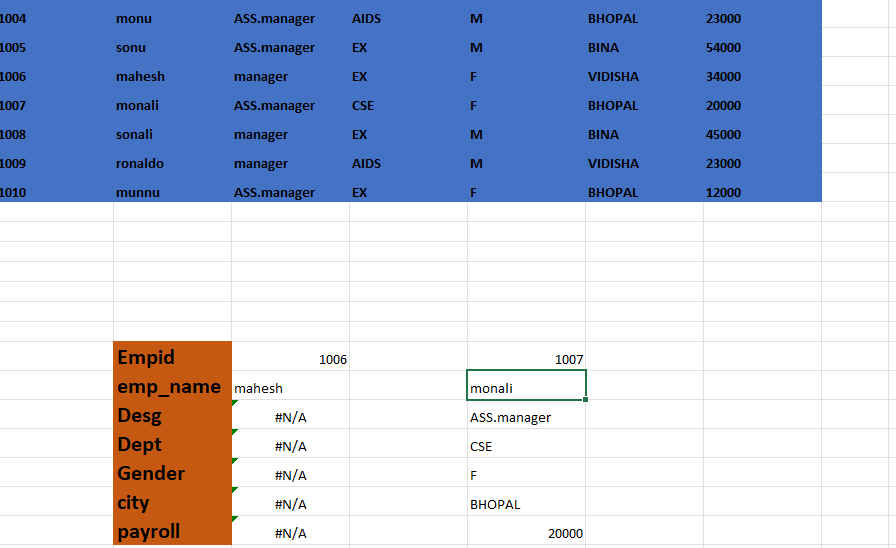 1004 monu ASS.manager AIDS M BHOPAL 23000
1005 sonu ASS.manager EX M BINA 54000
1006 mahesh manager EX F VIDISHA 34000
1007 monali ASS.manager CSE F BHOPAL 20000
1008 sonali manager EX M BINA 45000
1009 ronaldo manager AIDS M VIDISHA 23000
1010 munnu ASS.manager EX F BHOPAL 12000
Empid 1006 1007
emp_name mahesh monali
Desg #N/A ASS.manager
Dept #N/A CSE
Gender #N/A F
city #N/A BHOPAL
payroll #N/A 20000